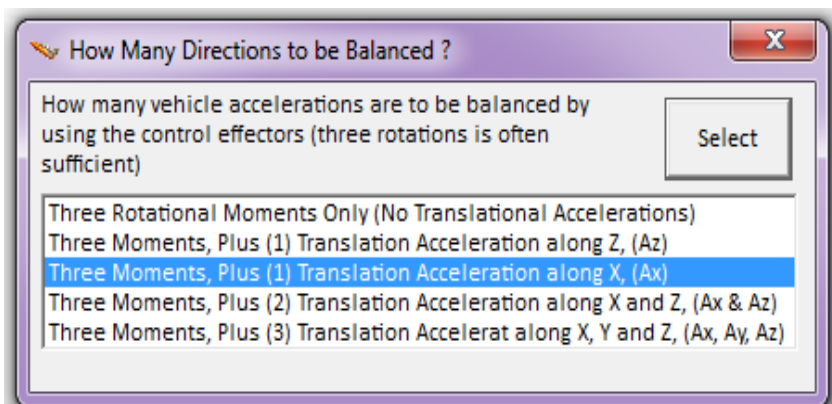 How Many Directions to be Balanced ?
How many vehicle accelerations are to be balanced by
using the control effectors (three rotations is often
sufficient)
Select
Three Rotational Moments Only (No Translational Accelerations)
Three Moments, Plus (1) Translation Acceleration along Z, (Az)
Three Moments, Plus (1) Translation Acceleration along X, (Ax)
Three Moments, Plus (2) Translation Acceleration along X and Z, (Ax & Az)
Three Moments, Plus (3) Translation Accelerat along X, Y and Z, (Ax, Ay, Az)